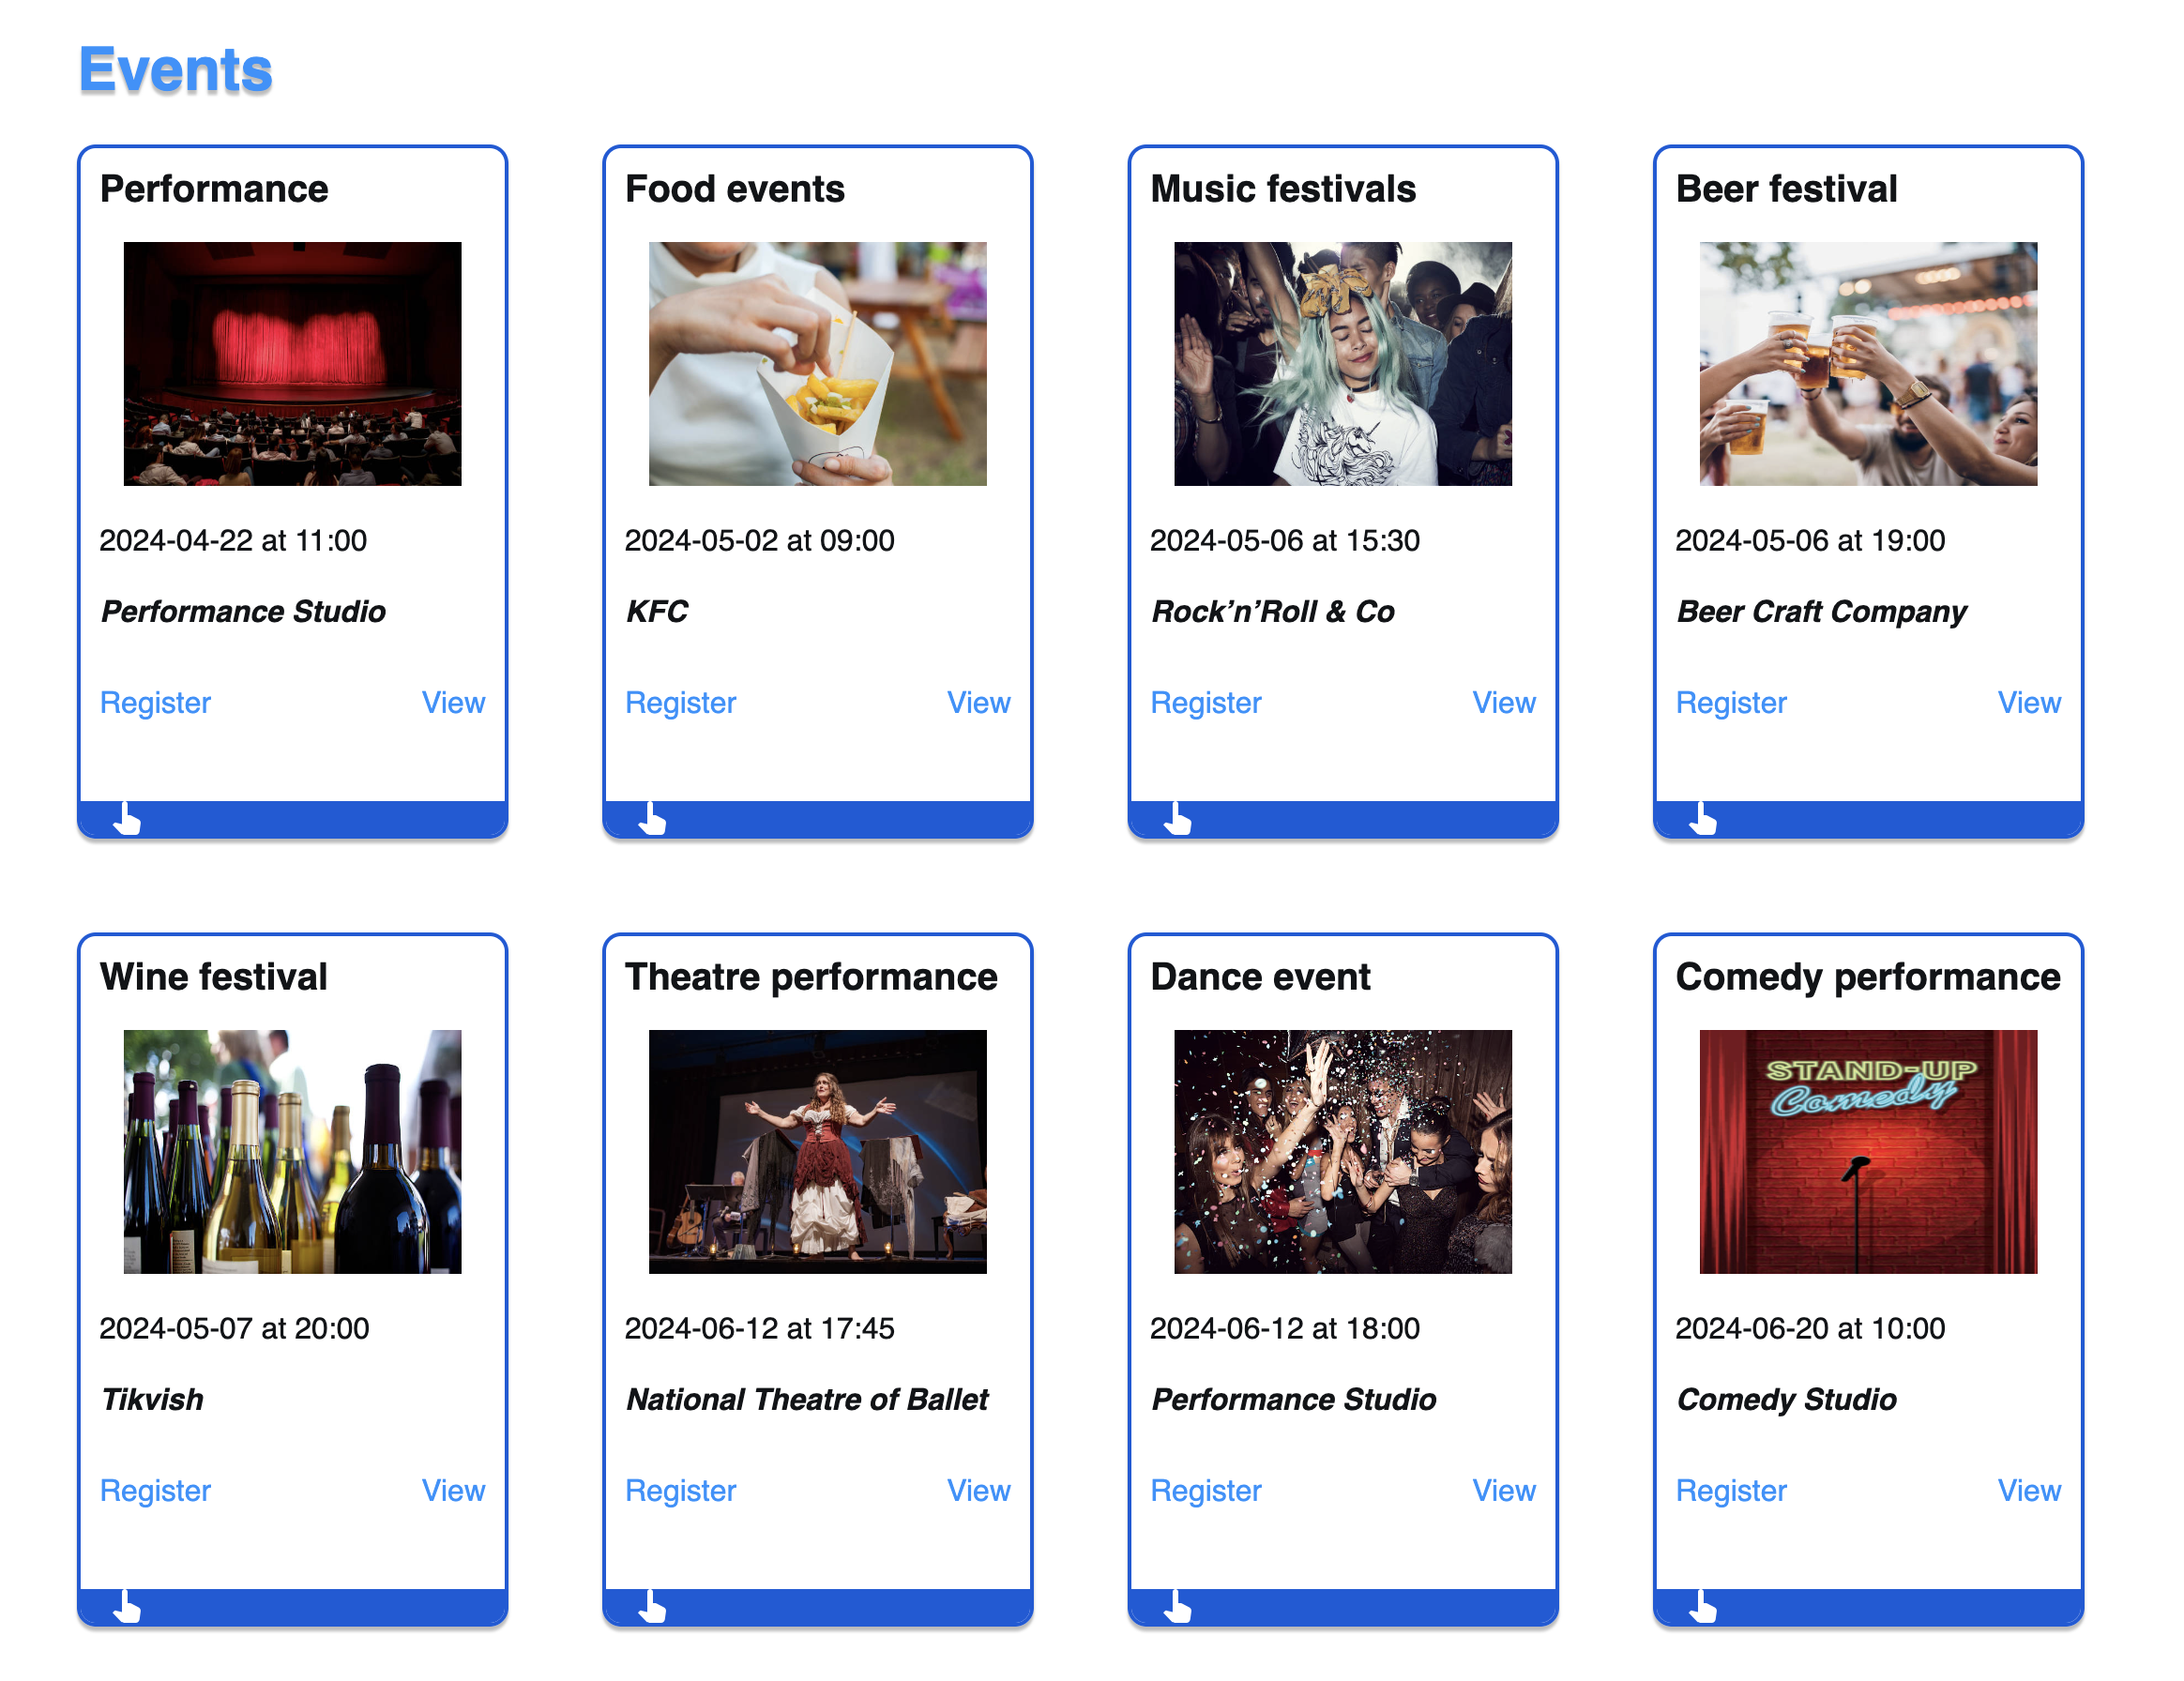 Events
Performance
2024-04-22 at 11:00
Performance Studio
Register View
Food events
2024-05-02 at 09:00
KFC
Register View
Music festivals
2024-05-06 at 15:30
Rock’n’Roll & Co
Register View
Beer festival
2024-05-06 at 19:00
Beer Craft Company
Register View
Wine festival
2024-05-07 at 20:00
Tikvish
Register View
Theatre performance
2024-06-12 at 17:45
National Theatre of Ballet
Register View
Dance event
2024-06-12 at 18:00
Performance Studio
Register View
Comedy performance
STAND-UP
Comedy
2024-06-20 at 10:00
Comedy Studio
Register View